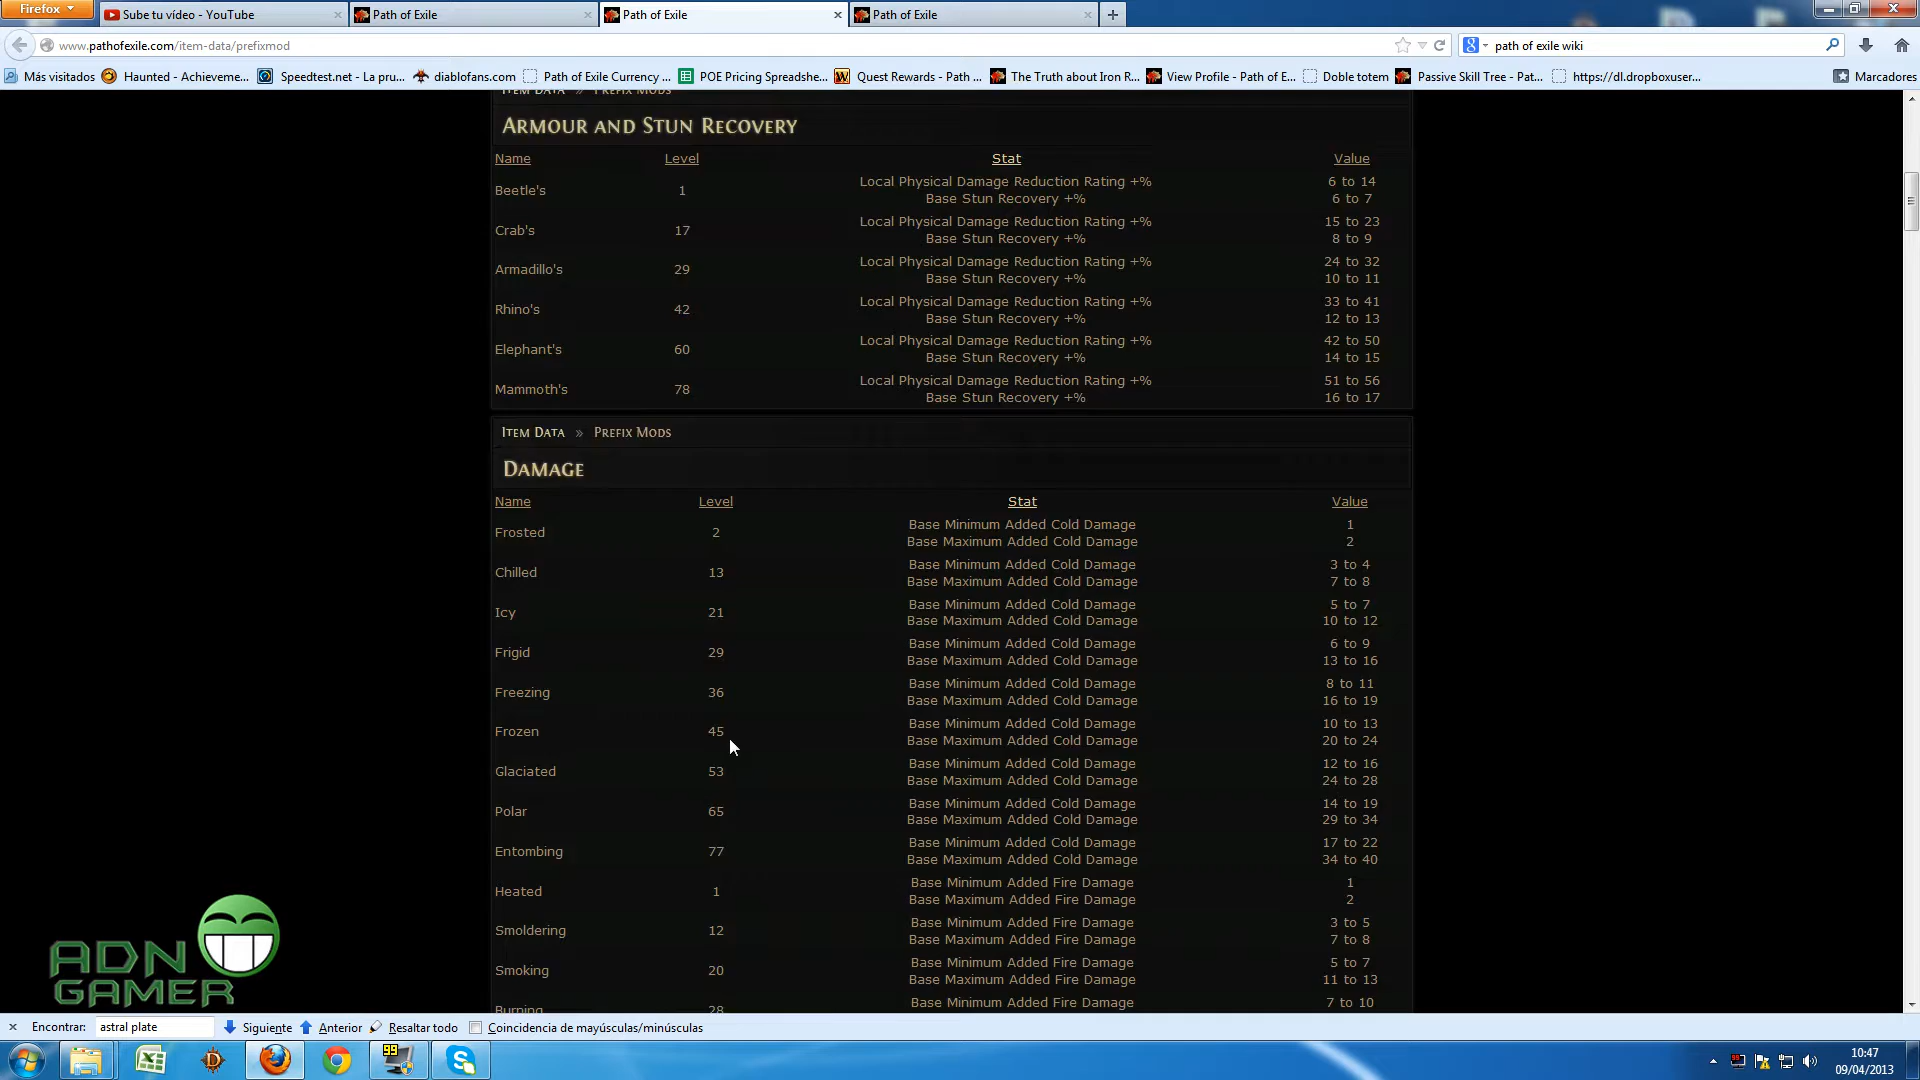 Firefox
Sube tu vídeo - YouTube
Path of Exile
Path of Exile
Path of Exile
www.pathofexile.com/item-data/prefixmod
path of exile wiki
Más visitados
Haunted - Achieveme...
Speedtest.net - La pru...
diablofans.com
Path of Exile Currency ...
POE Pricing Spreadshe...
Quest Rewards - Path ...
The Truth about Iron R...
View Profile - Path of E...
Doble totem
Passive Skill Tree - Pat...
https://dl.dropboxuser...
Marcadores
Item Data » Prefix Mods
Armour and Stun Recovery
Name Level Stat Value
Beetle's 1 Local Physical Damage Reduction Rating +% 6 to 14
Base Stun Recovery +% 6 to 7
Crab's 17 Local Physical Damage Reduction Rating +% 15 to 23
Base Stun Recovery +% 8 to 9
Armadillo's 29 Local Physical Damage Reduction Rating +% 24 to 32
Base Stun Recovery +% 10 to 11
Rhino's 42 Local Physical Damage Reduction Rating +% 33 to 41
Base Stun Recovery +% 12 to 13
Elephant's 60 Local Physical Damage Reduction Rating +% 42 to 50
Base Stun Recovery +% 14 to 15
Mammoth's 78 Local Physical Damage Reduction Rating +% 51 to 56
Base Stun Recovery +% 16 to 17
Item Data » Prefix Mods
Damage
Name Level Stat Value
Frosted 2 Base Minimum Added Cold Damage 1
Base Maximum Added Cold Damage 2
Chilled 13 Base Minimum Added Cold Damage 3 to 4
Base Maximum Added Cold Damage 7 to 8
Icy 21 Base Minimum Added Cold Damage 5 to 7
Base Maximum Added Cold Damage 10 to 12
Frigid 29 Base Minimum Added Cold Damage 6 to 9
Base Maximum Added Cold Damage 13 to 16
Freezing 36 Base Minimum Added Cold Damage 8 to 11
Base Maximum Added Cold Damage 16 to 19
Frozen 45 Base Minimum Added Cold Damage 10 to 13
Base Maximum Added Cold Damage 20 to 24
Glaciated 53 Base Minimum Added Cold Damage 12 to 16
Base Maximum Added Cold Damage 24 to 28
Polar 65 Base Minimum Added Cold Damage 14 to 19
Base Maximum Added Cold Damage 29 to 34
Entombing 77 Base Minimum Added Cold Damage 17 to 22
Base Maximum Added Cold Damage 34 to 40
Heated 1 Base Minimum Added Fire Damage 1
Base Maximum Added Fire Damage 2
Smoldering 12 Base Minimum Added Fire Damage 3 to 5
Base Maximum Added Fire Damage 7 to 8
Smoking 20 Base Minimum Added Fire Damage 5 to 7
Base Maximum Added Fire Damage 11 to 13
Burning 28 Base Minimum Added Fire Damage 7 to 10
ADN
GAMER
Encontrar: astral plate Siguiente Anterior Resaltar todo Coincidencia de mayúsculas/minúsculas
99
10:47
09/04/2013